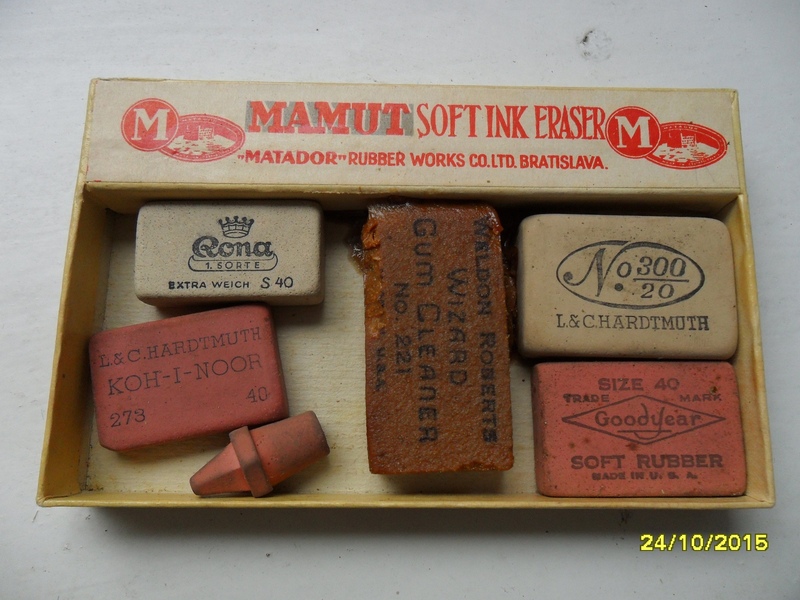 M MAMUT SOFT INK ERASER M
"MATADOR" RUBBER WORKS CO. LTD. BRATISLAVA.
Rona
1. SORTE
EXTRA WEICH S 40
L.&C.HARDTMUTH
KOH-I-NOOR
273 40
WELDON ROBERTS
WIZARD
GUM CLEANER
NO. 221
U.S.A.
No. 300
20
L.&C.HARDTMUTH
SIZE 40
TRADE MARK
Goodyear
SOFT RUBBER
MADE IN U.S.A.
24/10/2015